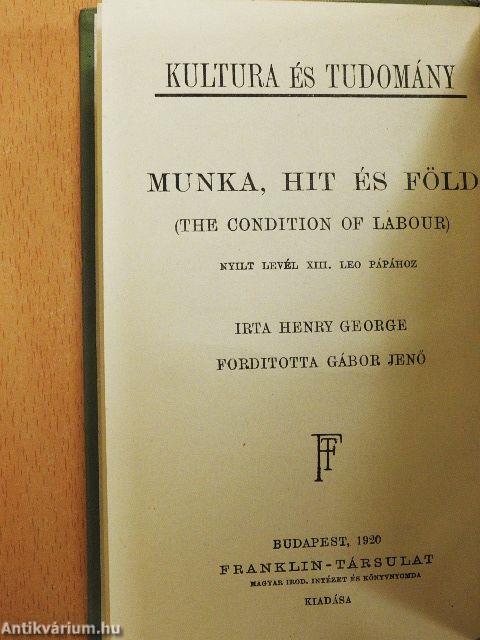 KULTURA ÉS TUDOMÁNY
MUNKA, HIT ÉS FÖLD
(THE CONDITION OF LABOUR)
NYILT LEVÉL XIII. LEO PÁPÁHOZ
IRTA HENRY GEORGE
FORDITOTTA GÁBOR JENŐ
FT
BUDAPEST, 1920
FRANKLIN-TÁRSULAT
MAGYAR IROD. INTÉZET ÉS KÖNYVNYOMDA
KIADÁSA
Antikvárium.hu